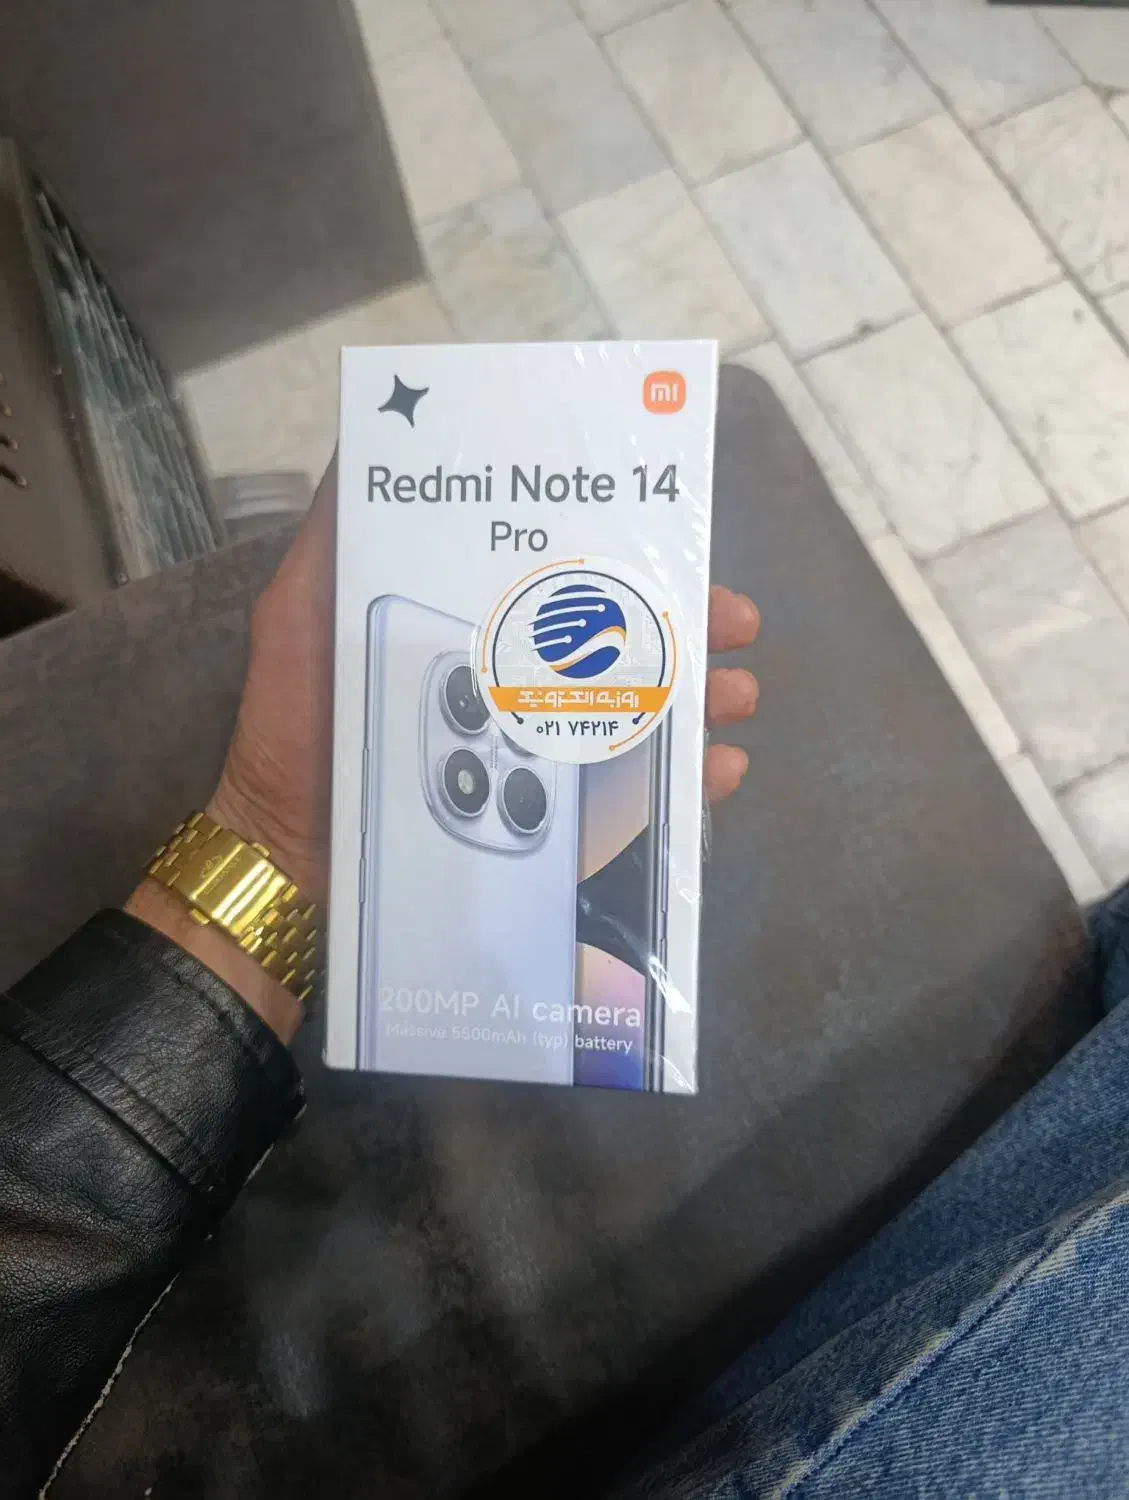 mi
Redmi Note 14
Pro
روزبه الکترونیک
۰۲۱ ۷۴۲۱۴
200MP AI camera
Massive 5500mAh (typ) battery